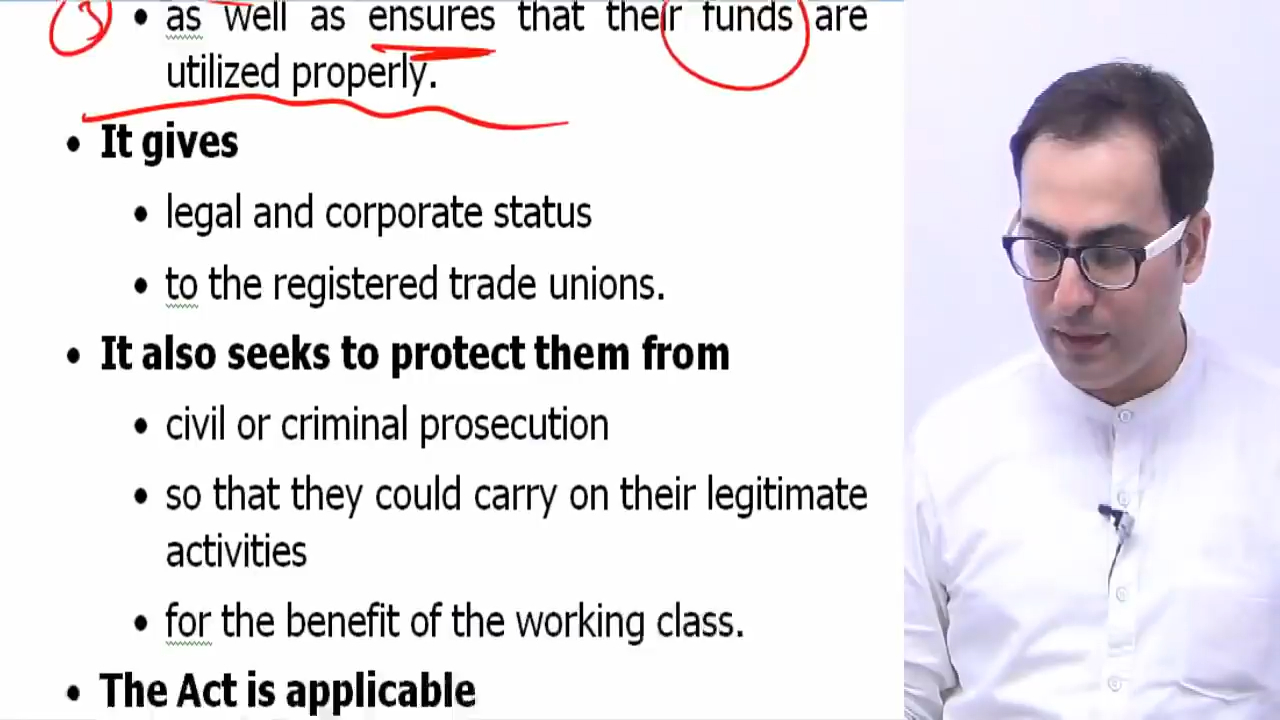 3 • as well as ensures that their funds are
utilized properly.
• It gives
• legal and corporate status
• to the registered trade unions.
• It also seeks to protect them from
• civil or criminal prosecution
• so that they could carry on their legitimate
activities
• for the benefit of the working class.
• The Act is applicable